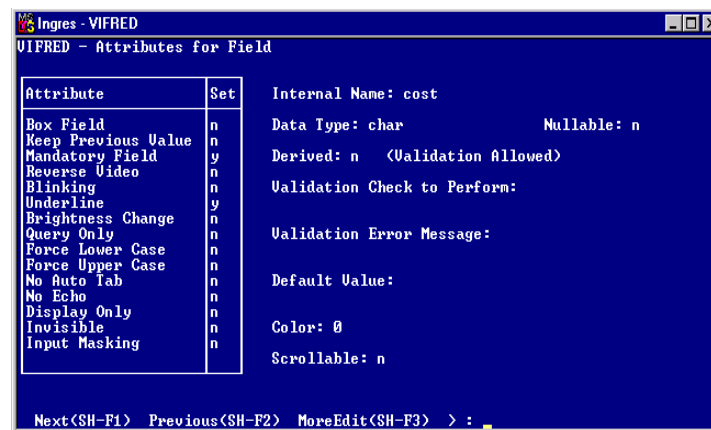 Ingres - VIFRED
VIFRED - Attributes for Field
Attribute Set
Box Field n
Keep Previous Value n
Mandatory Field y
Reverse Video n
Blinking n
Underline y
Brightness Change n
Query Only n
Force Lower Case n
Force Upper Case n
No Auto Tab n
No Echo n
Display Only n
Invisible n
Input Masking n
Internal Name: cost
Data Type: char Nullable: n
Derived: n (Validation Allowed)
Validation Check to Perform:
Validation Error Message:
Default Value:
Color: 0
Scrollable: n
Next(SH-F1) Previous(SH-F2) MoreEdit(SH-F3) > : _